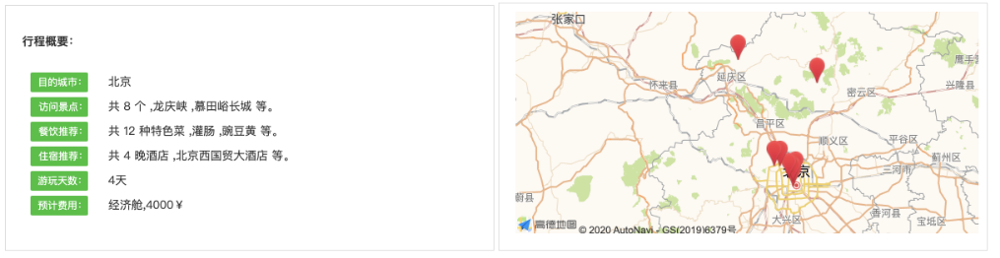 行程概要：
目的城市： 北京
访问景点： 共 8 个 ,龙庆峡 ,慕田峪长城 等。
餐饮推荐： 共 12 种特色菜 ,灌肠 ,豌豆黄 等。
住宿推荐： 共 4 晚酒店 ,北京西国贸大酒店 等。
游玩天数： 4天
预计费用： 经济舱,4000￥
张家口
鹰手
延庆区
怀来县
密云区
兴隆县
昌平区
顺义区
平谷区
蓟州区
三河市
京
蔚县
大兴区
香河县
宝坻区
高德地图 © 2020 AutoNavi - GS(2019)6379号